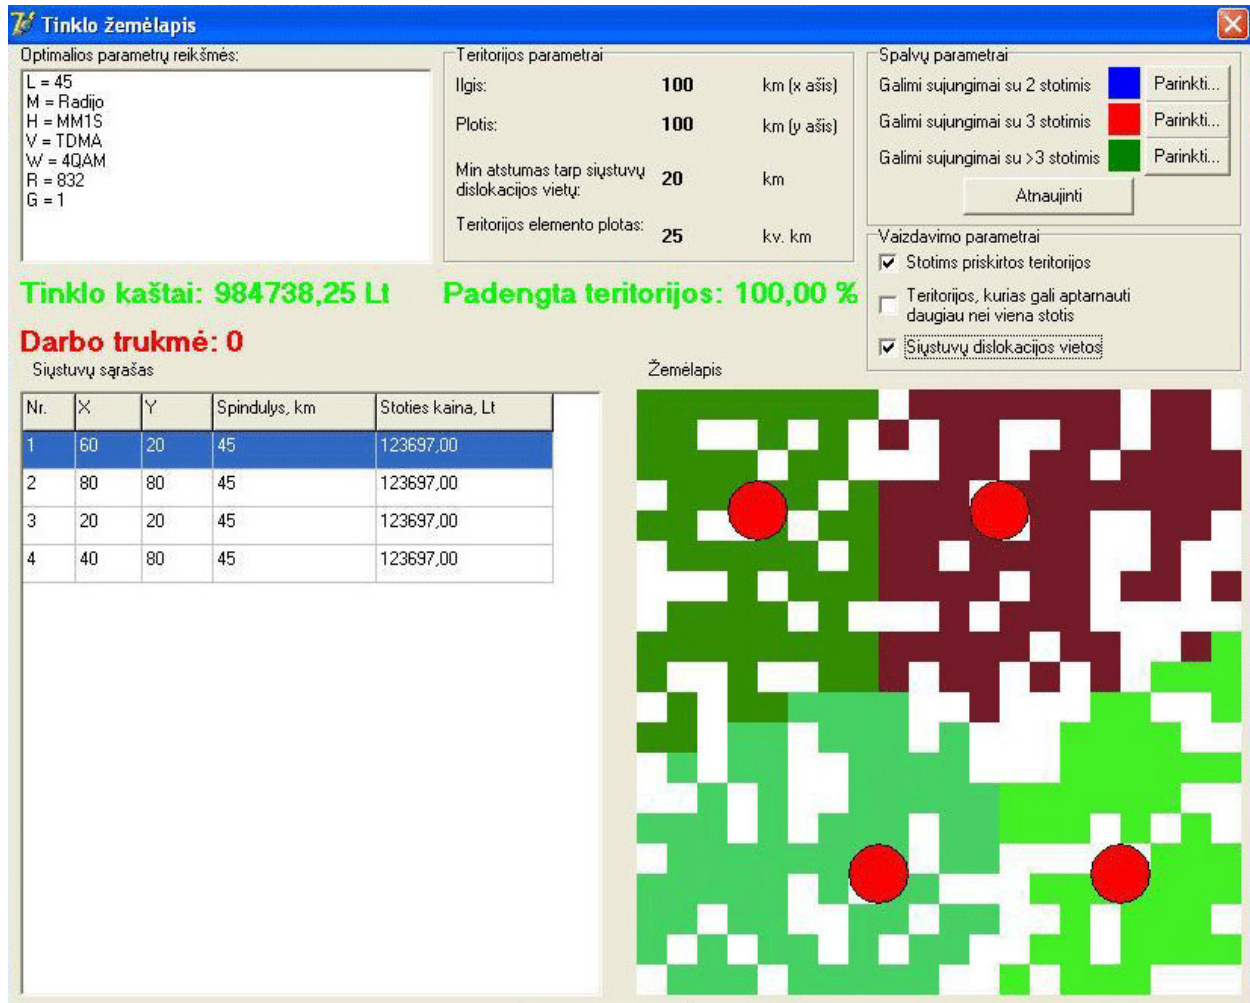 Tinklo žemėlapis
Optimalios parametrų reikšmės:
L = 45
M = Radijo
H = MM1S
V = TDMA
W = 4QAM
R = 832
G = 1
Teritorijos parametrai
Ilgis: 100 km (x ašis)
Plotis: 100 km (y ašis)
Min atstumas tarp siųstuvų
dislokacijos vietų: 20 km
Teritorijos elemento plotas: 25 kv. km
Spalvų parametrai
Galimi sujungimai su 2 stotimis Parinkti...
Galimi sujungimai su 3 stotimis Parinkti...
Galimi sujungimai su >3 stotimis Parinkti...
Atnaujinti
Vaizdavimo parametrai
Stotims priskirtos teritorijos
Teritorijos, kurias gali aptarnauti
daugiau nei viena stotis
Siųstuvų dislokacijos vietos
Tinklo kaštai: 984738,25 Lt
Padengta teritorijos: 100,00 %
Darbo trukmė: 0
Siųstuvų sąrašas
Nr. X Y Spindulys, km Stoties kaina, Lt
1 60 20 45 123697,00
2 80 80 45 123697,00
3 20 20 45 123697,00
4 40 80 45 123697,00
Žemėlapis